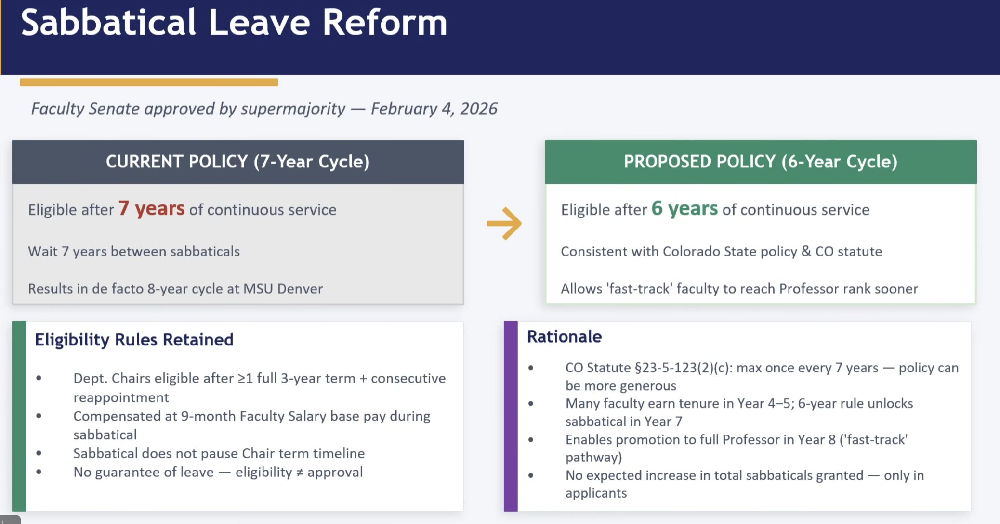 Sabbatical Leave Reform
Faculty Senate approved by supermajority — February 4, 2026
CURRENT POLICY (7-Year Cycle)
Eligible after 7 years of continuous service
Wait 7 years between sabbaticals
Results in de facto 8-year cycle at MSU Denver
PROPOSED POLICY (6-Year Cycle)
Eligible after 6 years of continuous service
Consistent with Colorado State policy & CO statute
Allows 'fast-track' faculty to reach Professor rank sooner
Eligibility Rules Retained
• Dept. Chairs eligible after ≥1 full 3-year term + consecutive
reappointment
• Compensated at 9-month Faculty Salary base pay during
sabbatical
• Sabbatical does not pause Chair term timeline
• No guarantee of leave — eligibility ≠ approval
Rationale
• CO Statute §23-5-123(2)(c): max once every 7 years — policy can
be more generous
• Many faculty earn tenure in Year 4–5; 6-year rule unlocks
sabbatical in Year 7
• Enables promotion to full Professor in Year 8 ('fast-track'
pathway)
• No expected increase in total sabbaticals granted — only in
applicants